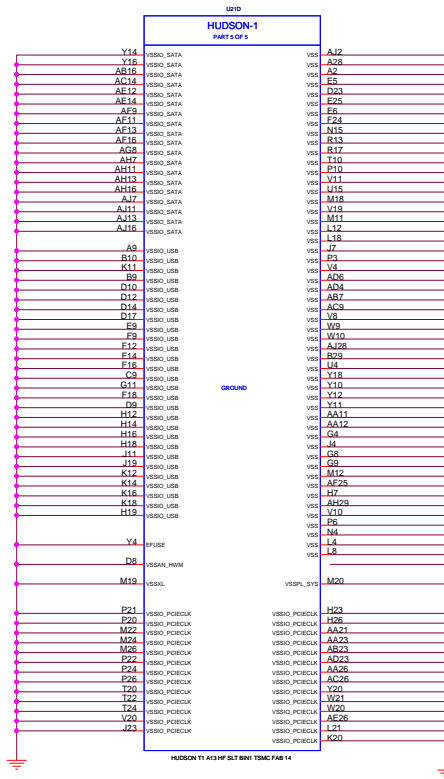 U21D
HUDSON-1
PART 5 OF 5
Y14 VSSIO_SATA VSS AJ2
Y16 VSSIO_SATA VSS A28
AB16 VSSIO_SATA VSS A2
AC14 VSSIO_SATA VSS E5
AE12 VSSIO_SATA VSS D23
AE14 VSSIO_SATA VSS E25
AF9 VSSIO_SATA VSS E6
AF11 VSSIO_SATA VSS F24
AF13 VSSIO_SATA VSS N15
AF16 VSSIO_SATA VSS R13
AG8 VSSIO_SATA VSS R17
AH7 VSSIO_SATA VSS T10
AH11 VSSIO_SATA VSS P10
AH13 VSSIO_SATA VSS V11
AH16 VSSIO_SATA VSS U15
AJ7 VSSIO_SATA VSS M18
AJ11 VSSIO_SATA VSS V19
AJ13 VSSIO_SATA VSS M11
AJ16 VSSIO_SATA VSS L12
VSS L18
A9 VSSIO_USB VSS J7
B10 VSSIO_USB VSS P3
K11 VSSIO_USB VSS V4
B9 VSSIO_USB VSS AD6
D10 VSSIO_USB VSS AD4
D12 VSSIO_USB VSS AB7
D14 VSSIO_USB VSS AC9
D17 VSSIO_USB VSS V8
E9 VSSIO_USB VSS W9
F9 VSSIO_USB VSS W10
F12 VSSIO_USB VSS AJ28
F14 VSSIO_USB VSS B29
F16 VSSIO_USB VSS U4
C9 VSSIO_USB VSS Y18
G11 VSSIO_USB GROUND VSS Y10
F18 VSSIO_USB VSS Y12
D9 VSSIO_USB VSS Y11
H12 VSSIO_USB VSS AA11
H14 VSSIO_USB VSS AA12
H16 VSSIO_USB VSS G4
H18 VSSIO_USB VSS J4
J11 VSSIO_USB VSS G8
J19 VSSIO_USB VSS G9
K12 VSSIO_USB VSS M12
K14 VSSIO_USB VSS AF25
K16 VSSIO_USB VSS H7
K18 VSSIO_USB VSS AH29
H19 VSSIO_USB VSS V10
VSS P6
VSS N4
Y4 EFUSE VSS L4
VSS L8
D8 VSSAN_HWM
M19 VSSXL VSSPL_SYS M20
P21 VSSIO_PCIECLK VSSIO_PCIECLK H23
P20 VSSIO_PCIECLK VSSIO_PCIECLK H26
M22 VSSIO_PCIECLK VSSIO_PCIECLK AA21
M24 VSSIO_PCIECLK VSSIO_PCIECLK AA23
M26 VSSIO_PCIECLK VSSIO_PCIECLK AB23
P22 VSSIO_PCIECLK VSSIO_PCIECLK AD23
P24 VSSIO_PCIECLK VSSIO_PCIECLK AA26
P26 VSSIO_PCIECLK VSSIO_PCIECLK AC26
T20 VSSIO_PCIECLK VSSIO_PCIECLK Y20
T22 VSSIO_PCIECLK VSSIO_PCIECLK W21
T24 VSSIO_PCIECLK VSSIO_PCIECLK W20
V20 VSSIO_PCIECLK VSSIO_PCIECLK AE26
J23 VSSIO_PCIECLK VSSIO_PCIECLK L21
VSSIO_PCIECLK K20
HUDSON T1 A13 HF SLT BIN1 TSMC FAB 14